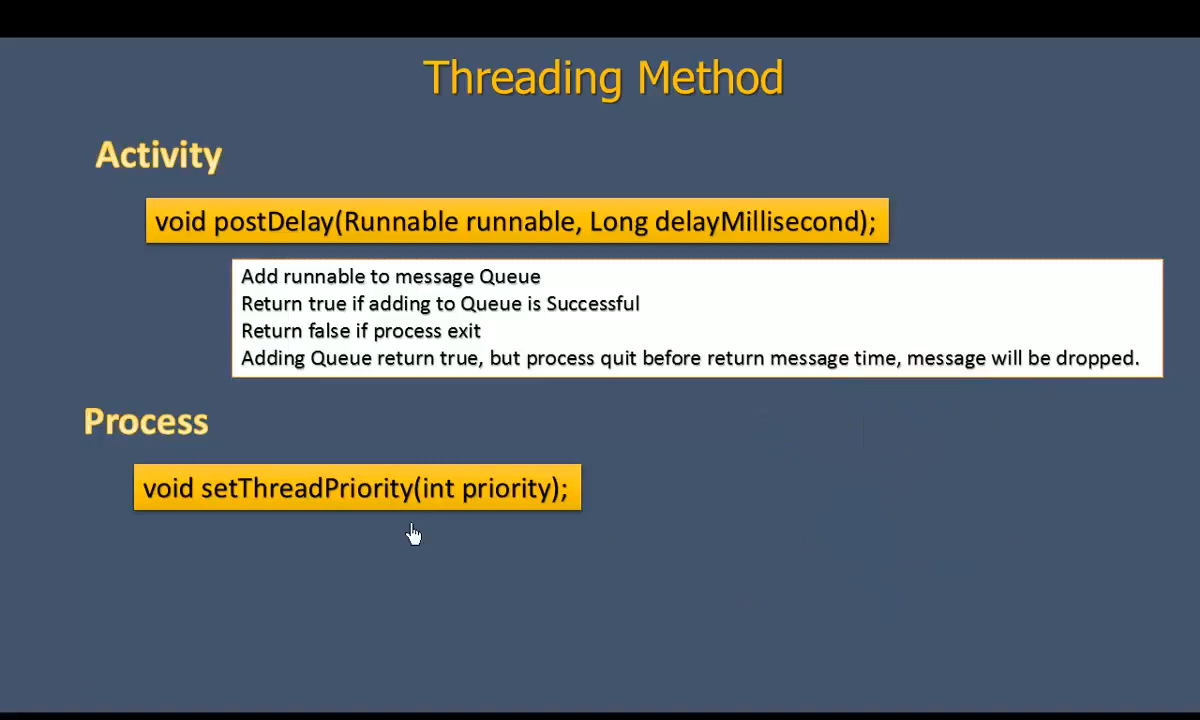 Threading Method
Activity
void postDelay(Runnable runnable, Long delayMillisecond);
Add runnable to message Queue
Return true if adding to Queue is Successful
Return false if process exit
Adding Queue return true, but process quit before return message time, message will be dropped.
Process
void setThreadPriority(int priority);